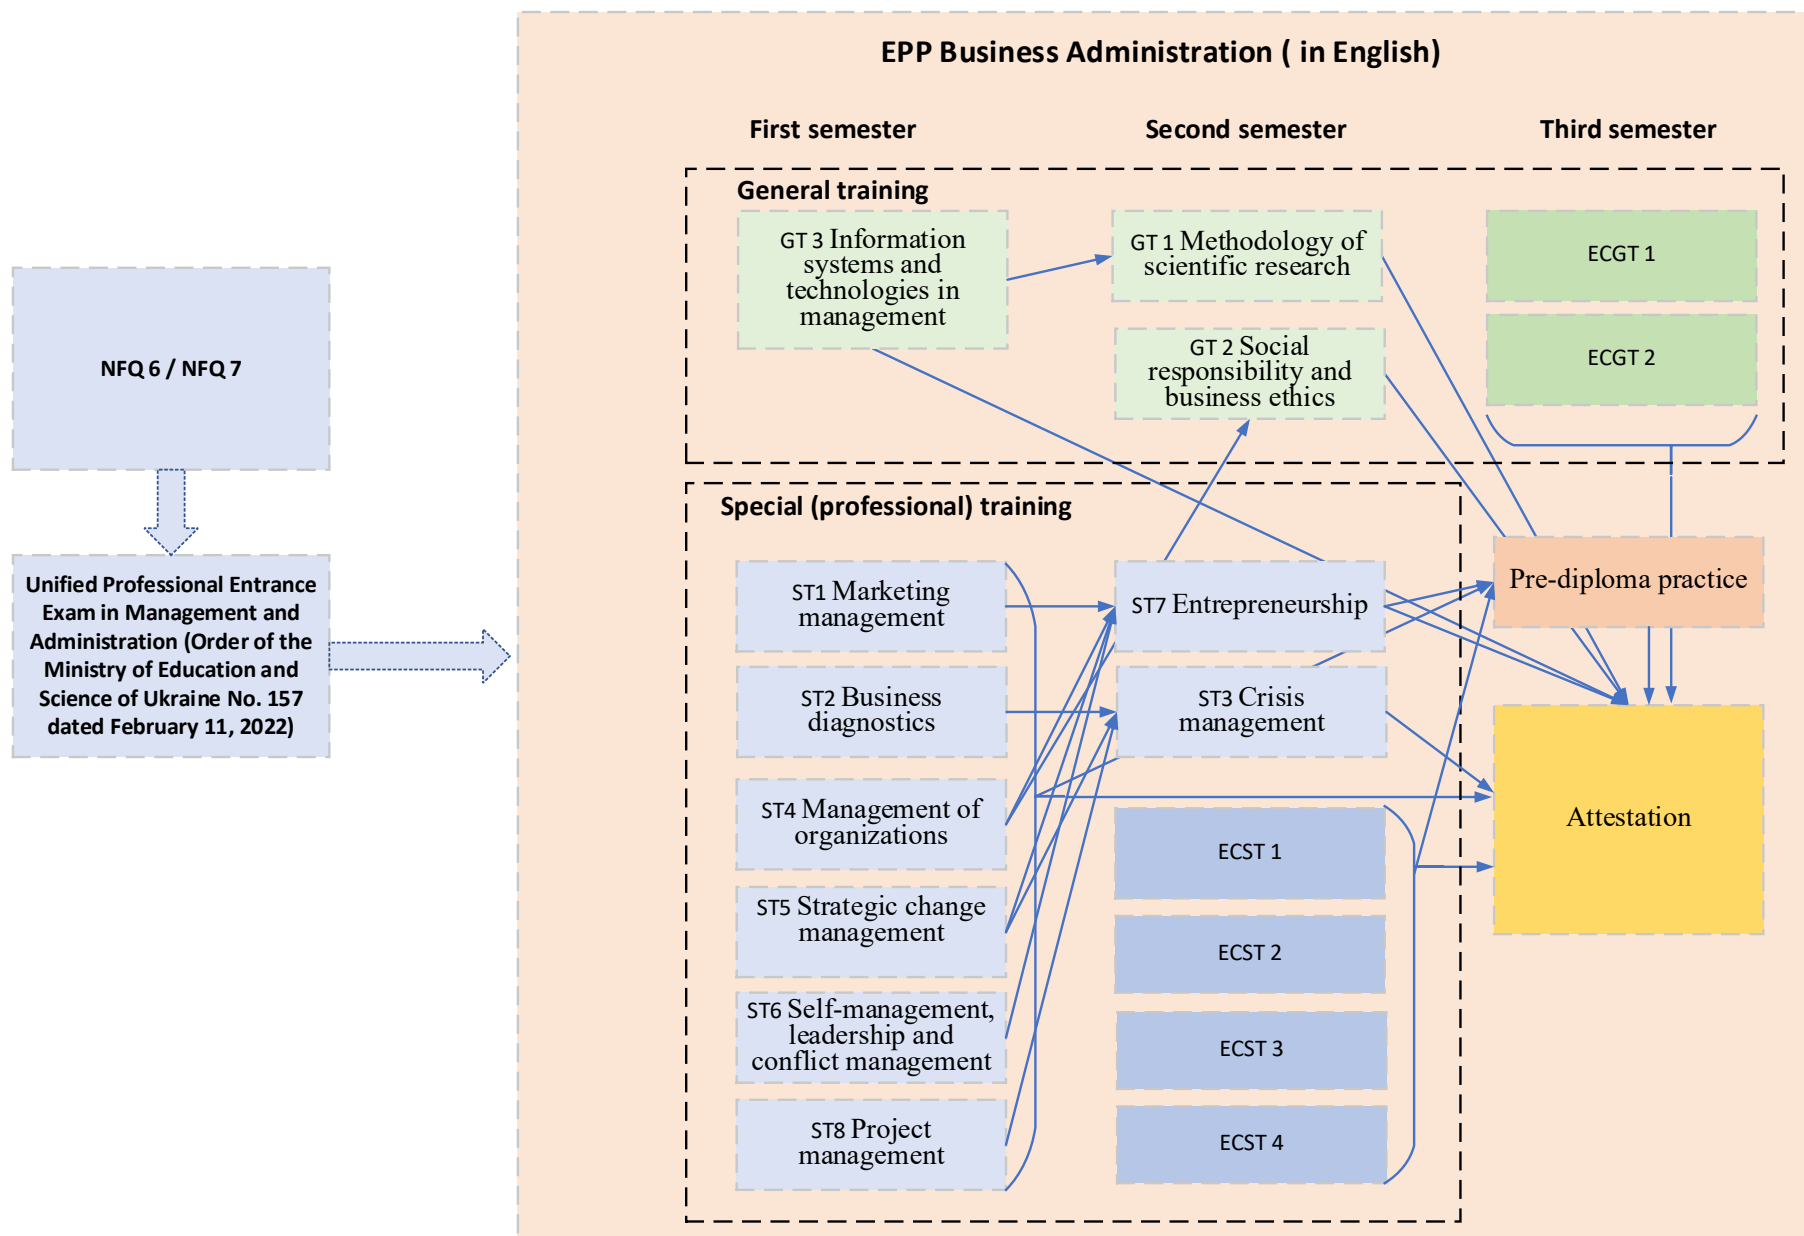 EPP Business Administration ( in English)
First semester
Second semester
Third semester
General training
GT 3 Information
systems and
technologies in
management
GT 1 Methodology of
scientific research
ECGT 1
GT 2 Social
responsibility and
business ethics
ECGT 2
NFQ 6 / NFQ 7
Unified Professional Entrance
Exam in Management and
Administration (Order of the
Ministry of Education and
Science of Ukraine No. 157
dated February 11, 2022)
Special (professional) training
ST1 Marketing
management
ST7 Entrepreneurship
Pre-diploma practice
ST2 Business
diagnostics
ST3 Crisis
management
ST4 Management of
organizations
ECST 1
Attestation
ST5 Strategic change
management
ECST 2
ST6 Self-management,
leadership and
conflict management
ECST 3
ST8 Project
management
ECST 4